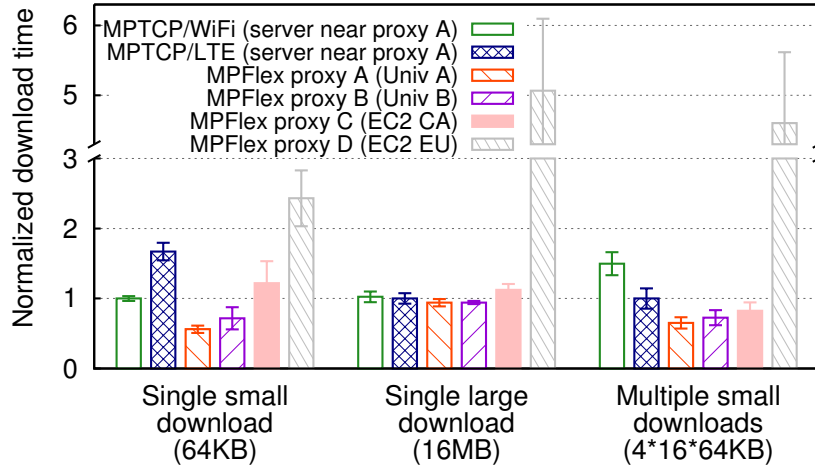 Normalized download time
6
5
3
2
1
0
MPTCP/WiFi (server near proxy A)
MPTCP/LTE (server near proxy A)
MPFlex proxy A (Univ A)
MPFlex proxy B (Univ B)
MPFlex proxy C (EC2 CA)
MPFlex proxy D (EC2 EU)
Single small
download
(64KB)
Single large
download
(16MB)
Multiple small
downloads
(4*16*64KB)